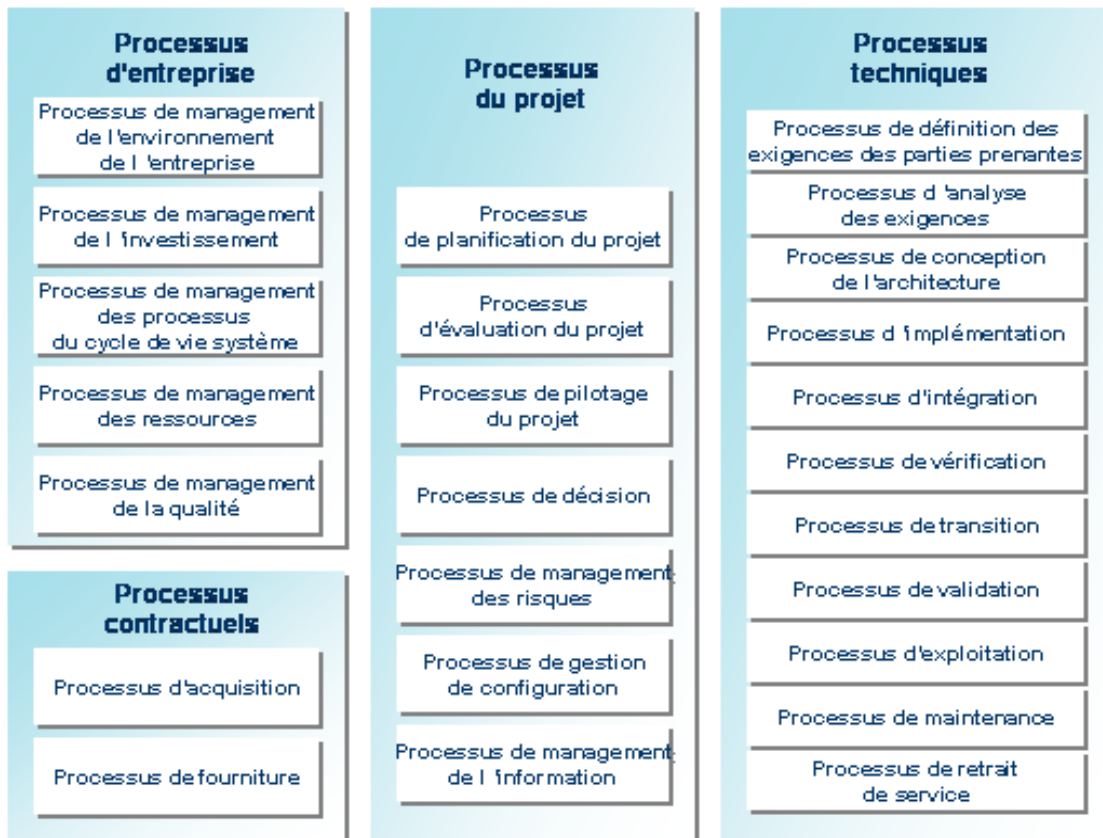 Processus
d'entreprise
Processus de management
de l'environnement
de l'entreprise
Processus de management
de l'investissement
Processus de management
des processus
du cycle de vie système
Processus de management
des ressources
Processus de management
de la qualité
Processus
contractuels
Processus d'acquisition
Processus de fourniture
Processus
du projet
Processus
de planification du projet
Processus
d'évaluation du projet
Processus de pilotage
du projet
Processus de décision
Processus de management
des risques
Processus de gestion
de configuration
Processus de management
de l'information
Processus
techniques
Processus de définition des
exigences des parties prenantes
Processus d'analyse
des exigences
Processus de conception
de l'architecture
Processus d'implémentation
Processus d'intégration
Processus de vérification
Processus de transition
Processus de validation
Processus d'exploitation
Processus de maintenance
Processus de retrait
de service